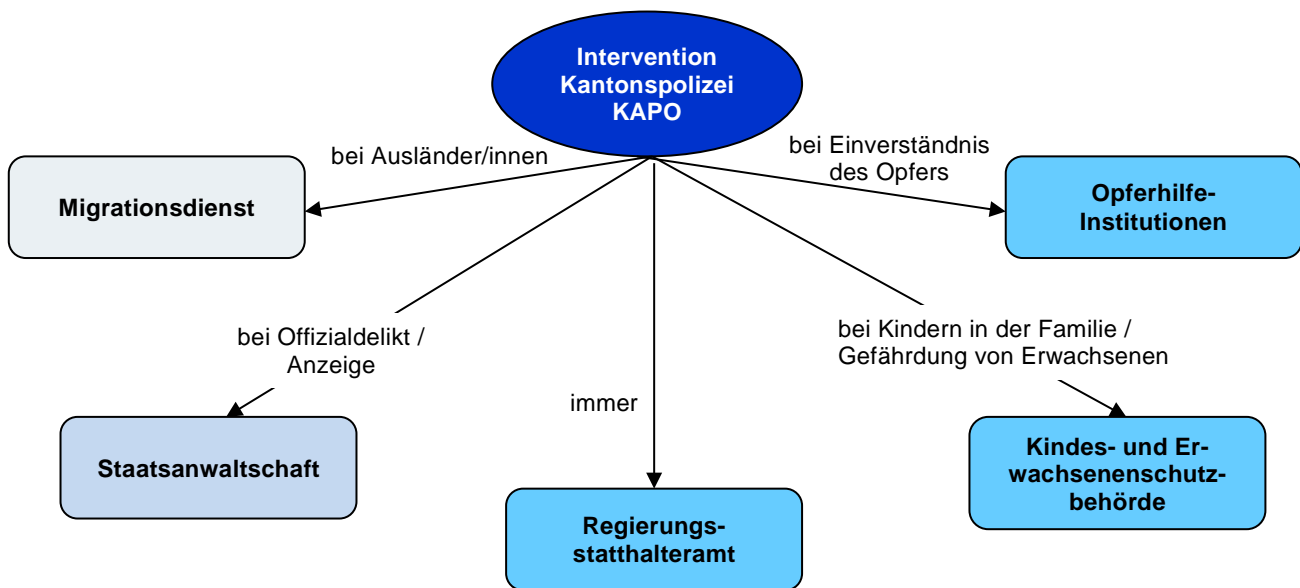 Intervention
Kantonspolizei
KAPO
bei Ausländer/innen
bei Einverständnis
des Opfers
Migrationsdienst
Opferhilfe-
Institutionen
bei Offizialdelikt /
Anzeige
bei Kindern in der Familie /
Gefährdung von Erwachsenen
immer
Staatsanwaltschaft
Kindes- und Er-
wachsenenschutz-
behörde
Regierungs-
statthalteramt